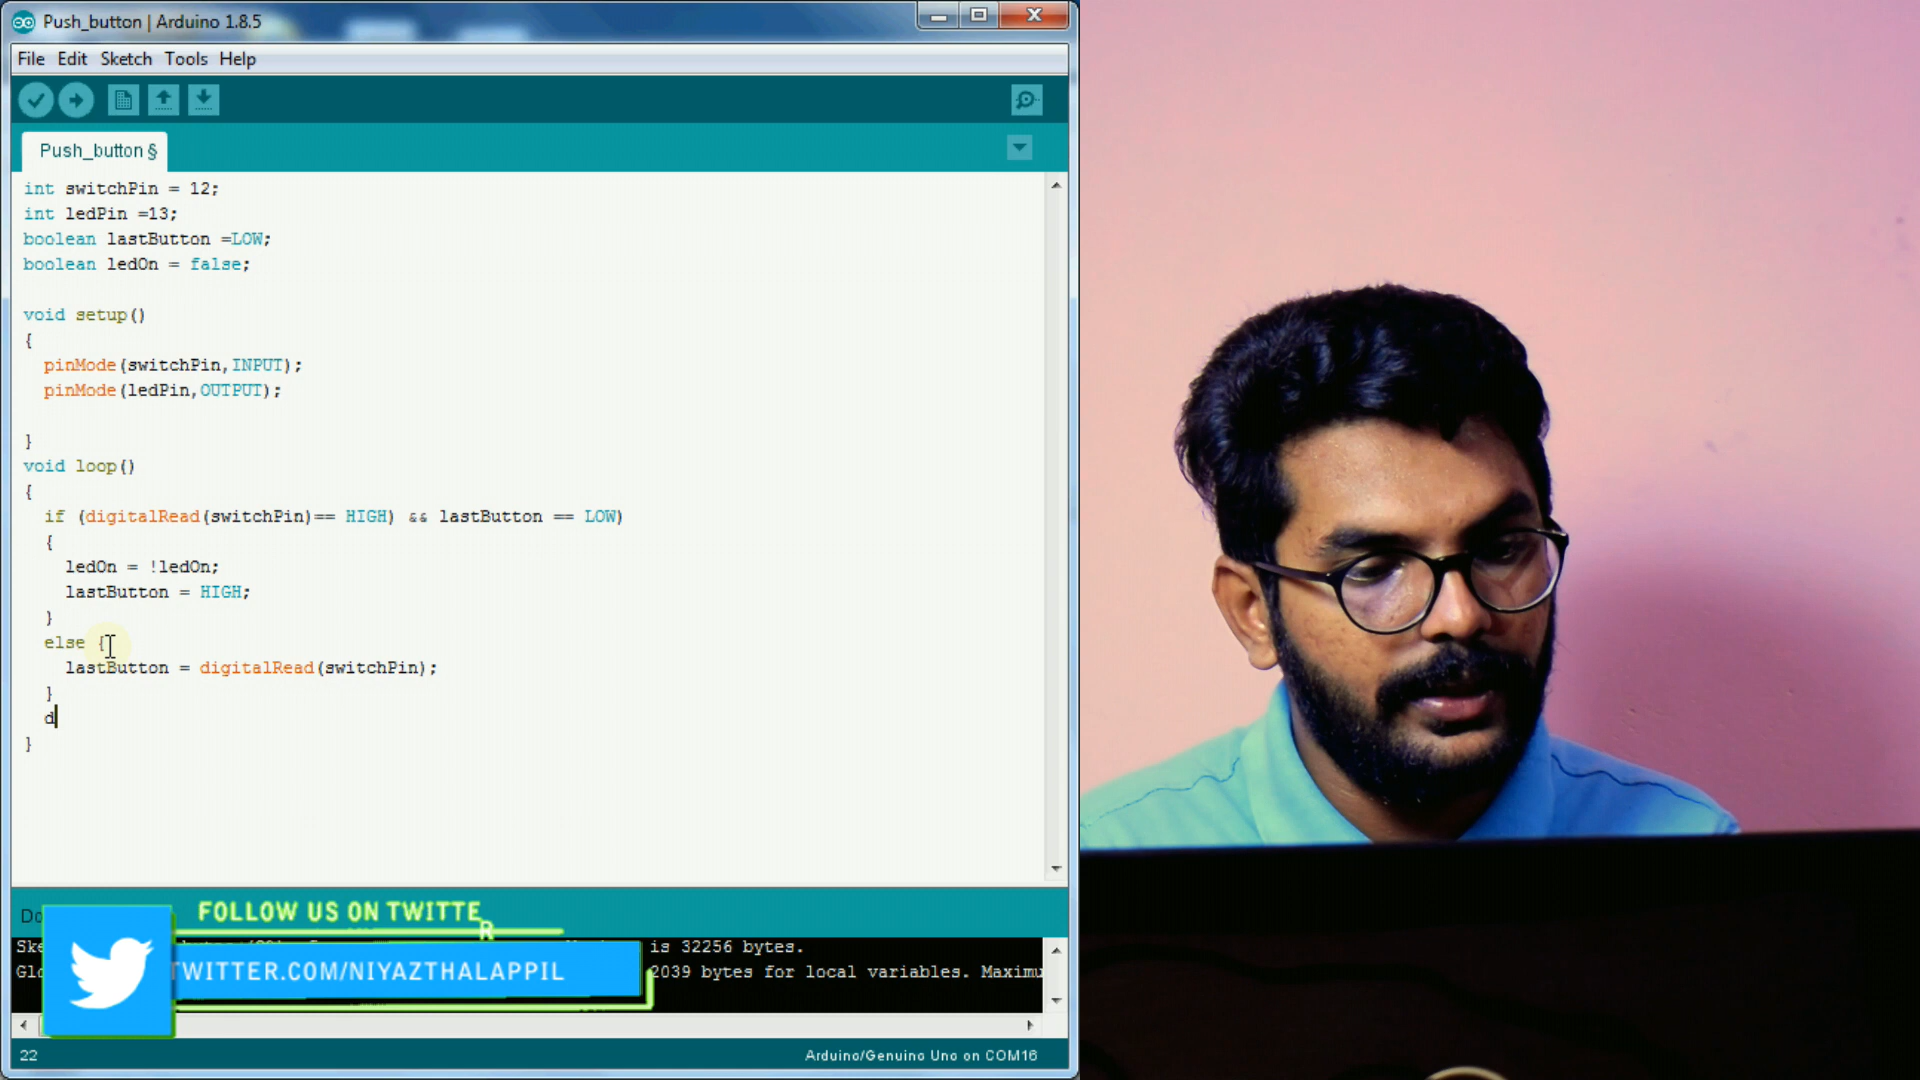 Push_button | Arduino 1.8.5
File Edit Sketch Tools Help
Push_button §
int switchPin = 12;
int ledPin =13;
boolean lastButton =LOW;
boolean ledOn = false;
void setup()
{
pinMode(switchPin,INPUT);
pinMode(ledPin,OUTPUT);
}
void loop()
{
if (digitalRead(switchPin)== HIGH) && lastButton == LOW)
{
ledOn = !ledOn;
lastButton = HIGH;
}
else {
lastButton = digitalRead(switchPin);
}
d
}
FOLLOW US ON TWITTER
TWITTER.COM/NIYAZTHALAPPIL
is 32256 bytes.
2039 bytes for local variables. Maximu
22
Arduino/Genuino Uno on COM16